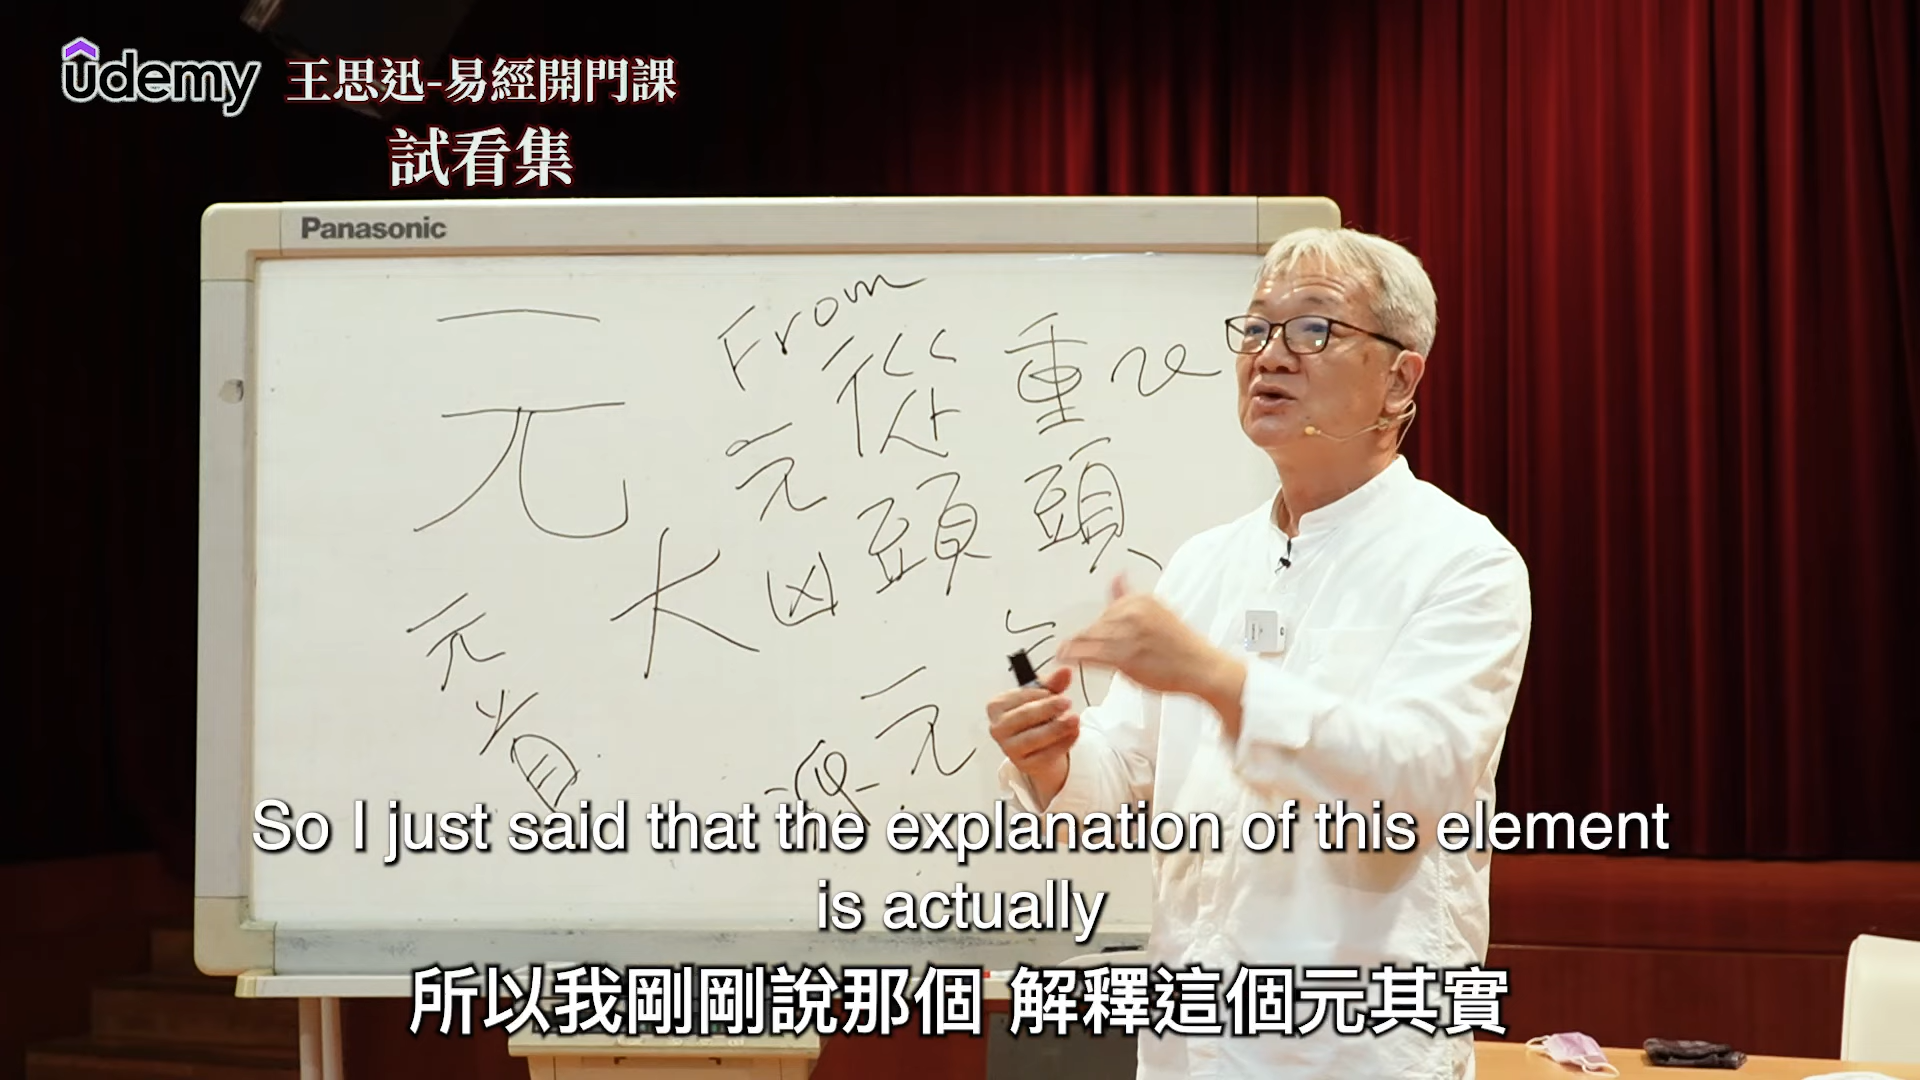 udemy 王思迅-易經開門課
試看集
Panasonic
From
元 從 重
元 頭 頭
大 凶
元
首
元
So I just said that the explanation of this element
is actually
所以我剛剛說那個 解釋這個元其實